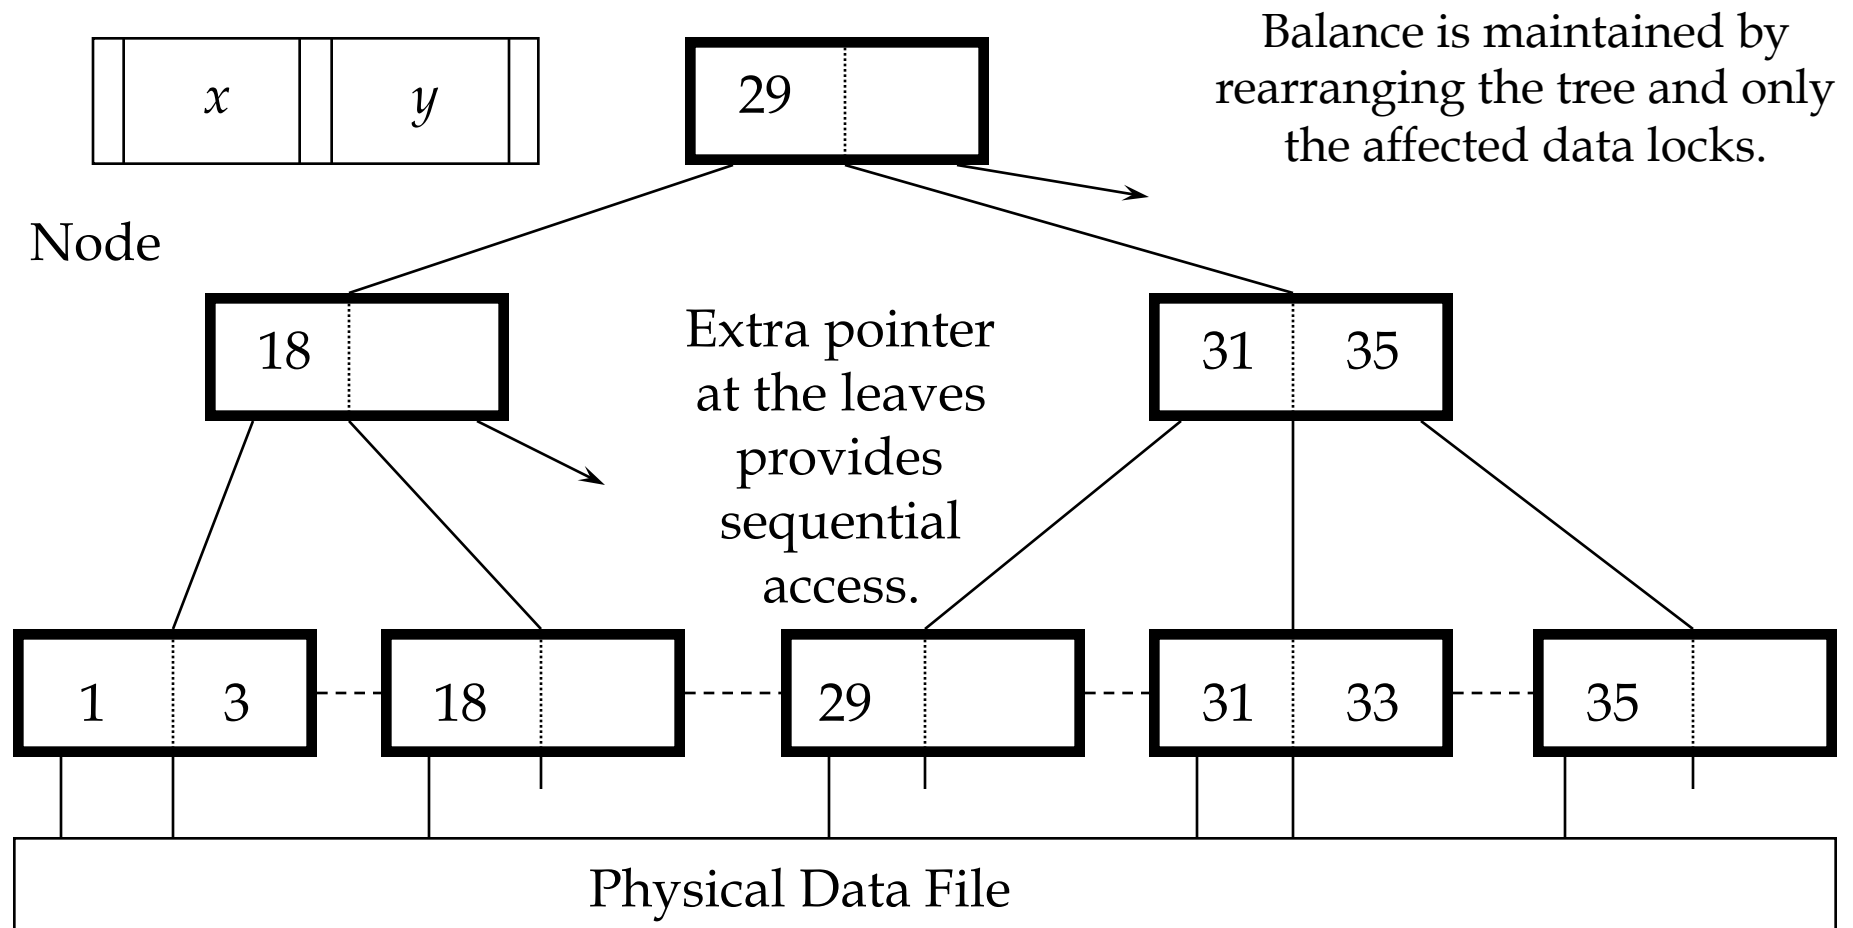 x y
29
Balance is maintained by
rearranging the tree and only
the affected data locks.
Node
18
Extra pointer
at the leaves
provides
sequential
access.
31 35
1 3
18
29
31 33
35
Physical Data File